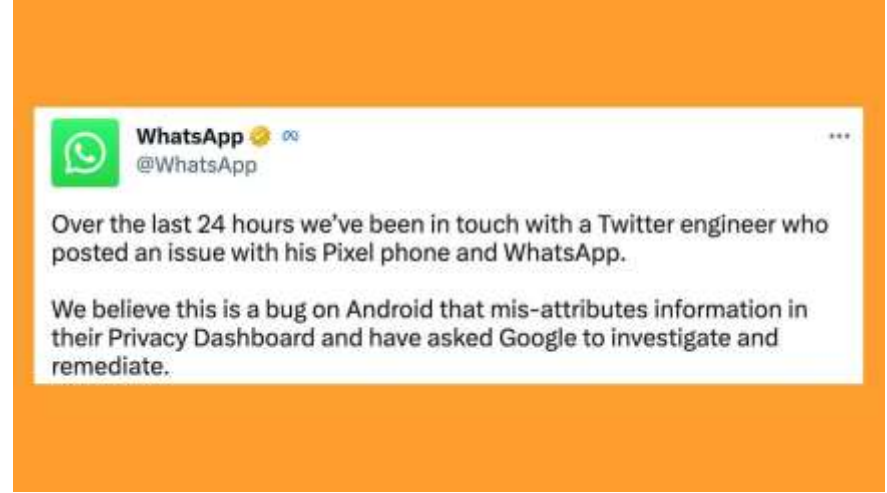 WhatsApp
@WhatsApp
Over the last 24 hours we've been in touch with a Twitter engineer who
posted an issue with his Pixel phone and WhatsApp.
We believe this is a bug on Android that mis-attributes information in
their Privacy Dashboard and have asked Google to investigate and
remediate.